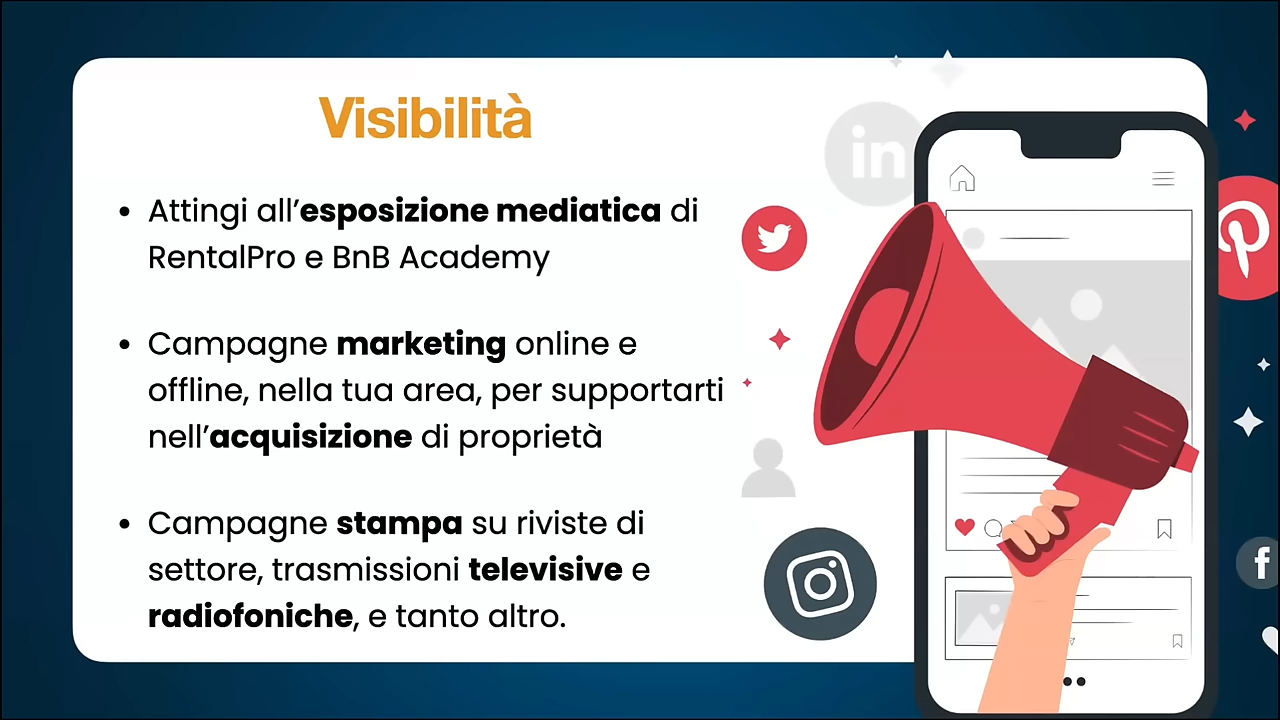 Visibilità
• Attingi all’esposizione mediatica di
RentalPro e BnB Academy
• Campagne marketing online e
offline, nella tua area, per supportarti
nell’acquisizione di proprietà
• Campagne stampa su riviste di
settore, trasmissioni televisive e
radiofoniche, e tanto altro.
in